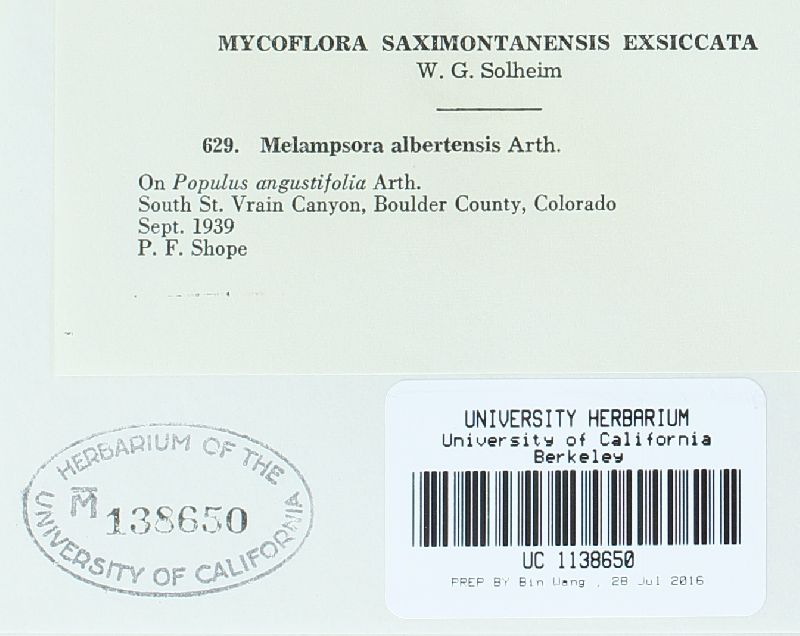 MYCOFLORA SAXIMONTANENSIS EXSICCATA
W. G. Solheim
629. Melampsora albertensis Arth.
On Populus angustifolia Arth.
South St. Vrain Canyon, Boulder County, Colorado
Sept. 1939
P. F. Shope
HERBARIUM OF THE
M 138650
UNIVERSITY OF CALIFORNIA
UNIVERSITY HERBARIUM
University of California
Berkeley
UC 1138650
PREP BY Bin Wang , 28 Jul 2016